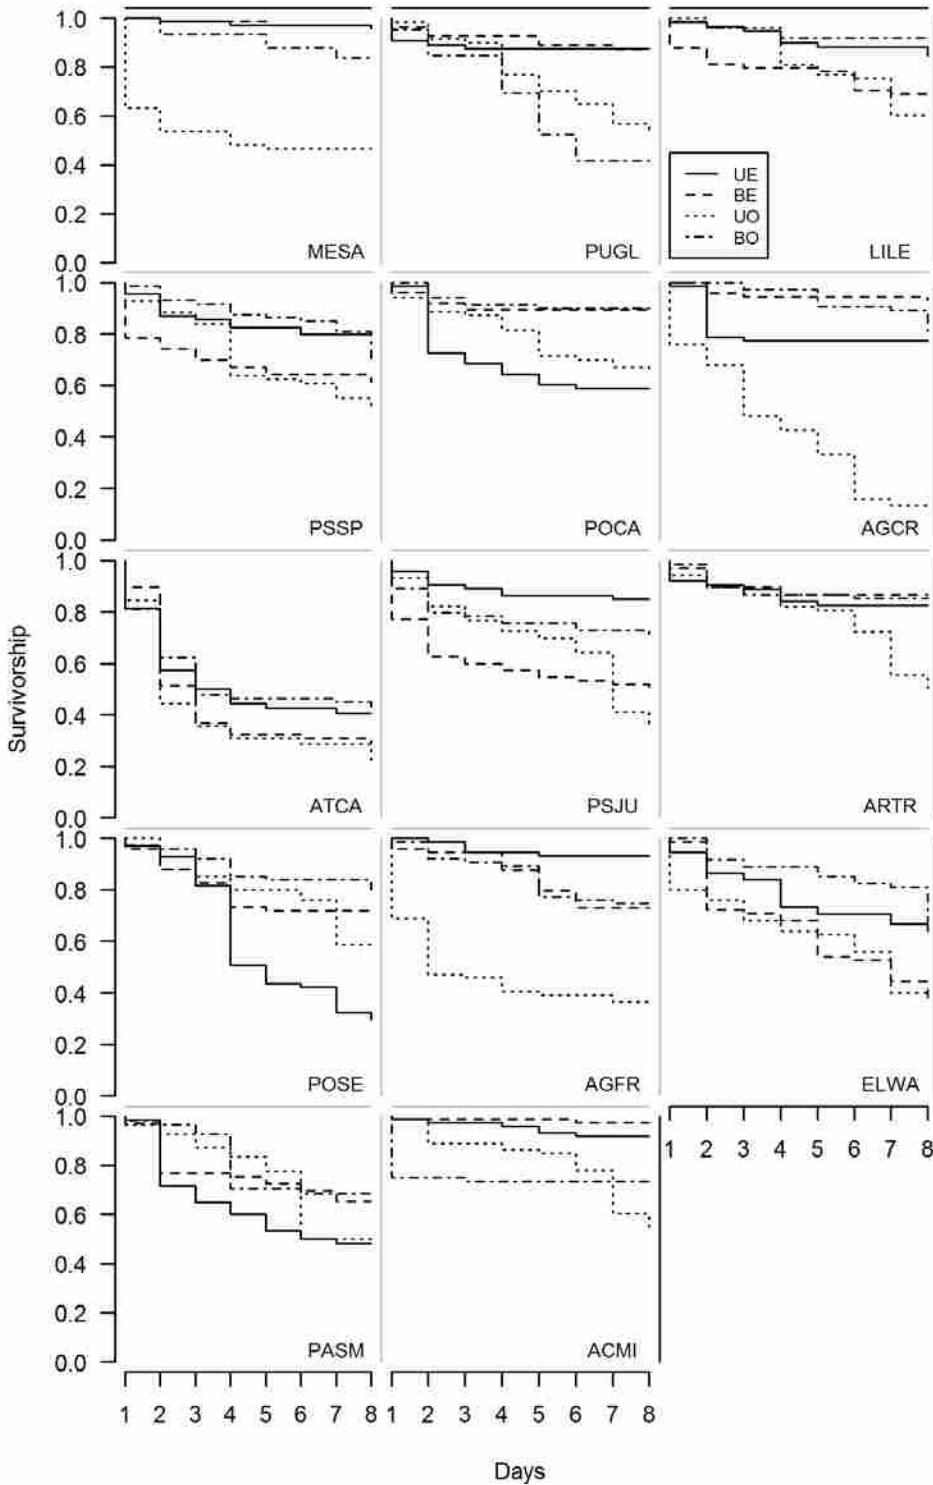 1.0
0.8
0.6
0.4
0.2
0.0
MESA
PUGL
UE
BE
UO
BO
LILE
1.0
0.8
0.6
0.4
0.2
0.0
PSSP
POCA
AGCR
Survivorship
1.0
0.8
0.6
0.4
0.2
0.0
ATCA
PSJU
ARTR
1.0
0.8
0.6
0.4
0.2
0.0
POSE
AGFR
ELWA
1 2 3 4 5 6 7 8
1.0
0.8
0.6
0.4
0.2
0.0
PASM
ACMI
1 2 3 4 5 6 7 8
1 2 3 4 5 6 7 8
Days